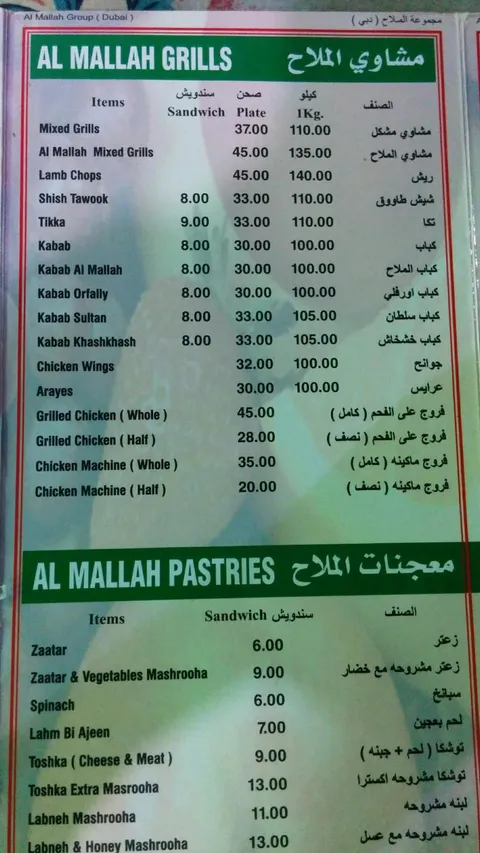 Al Mallah Group ( Dubai ) مجموعة الملاح ( دبي )
AL MALLAH GRILLS مشاوي الملاح
Items سندويش Sandwich صحن Plate كيلو 1Kg. الصنف
Mixed Grills 37.00 110.00 مشاوي مشكل
Al Mallah Mixed Grills 45.00 135.00 مشاوي الملاح
Lamb Chops 45.00 140.00 ريش
Shish Tawook 8.00 33.00 110.00 شيش طاووق
Tikka 9.00 33.00 110.00 تكا
Kabab 8.00 30.00 100.00 كباب
Kabab Al Mallah 8.00 30.00 100.00 كباب الملاح
Kabab Orfally 8.00 30.00 100.00 كباب اورفلي
Kabab Sultan 8.00 33.00 105.00 كباب سلطان
Kabab Khashkhash 8.00 33.00 105.00 كباب خشخاش
Chicken Wings 32.00 100.00 جوانح
Arayes 30.00 100.00 عرايس
Grilled Chicken ( Whole ) 45.00 فروج على الفحم ( كامل )
Grilled Chicken ( Half ) 28.00 فروج على الفحم ( نصف )
Chicken Machine ( Whole ) 35.00 فروج ماكينه ( كامل )
Chicken Machine ( Half ) 20.00 فروج ماكينه ( نصف )
AL MALLAH PASTRIES معجنات الملاح
Items Sandwich سندويش الصنف
Zaatar 6.00 زعتر
Zaatar & Vegetables Mashrooha 9.00 زعتر مشروحه مع خضار
Spinach 6.00 سبانخ
Lahm Bi Ajeen 7.00 لحم بعجين
Toshka ( Cheese & Meat ) 9.00 توشكا ( لحم + جبنه )
Toshka Extra Masrooha 13.00 توشكا مشروحه اكسترا
Labneh Mashrooha 11.00 لبنه مشروحه
Labneh & Honey Mashrooha 13.00 لبنه مشروحه مع عسل